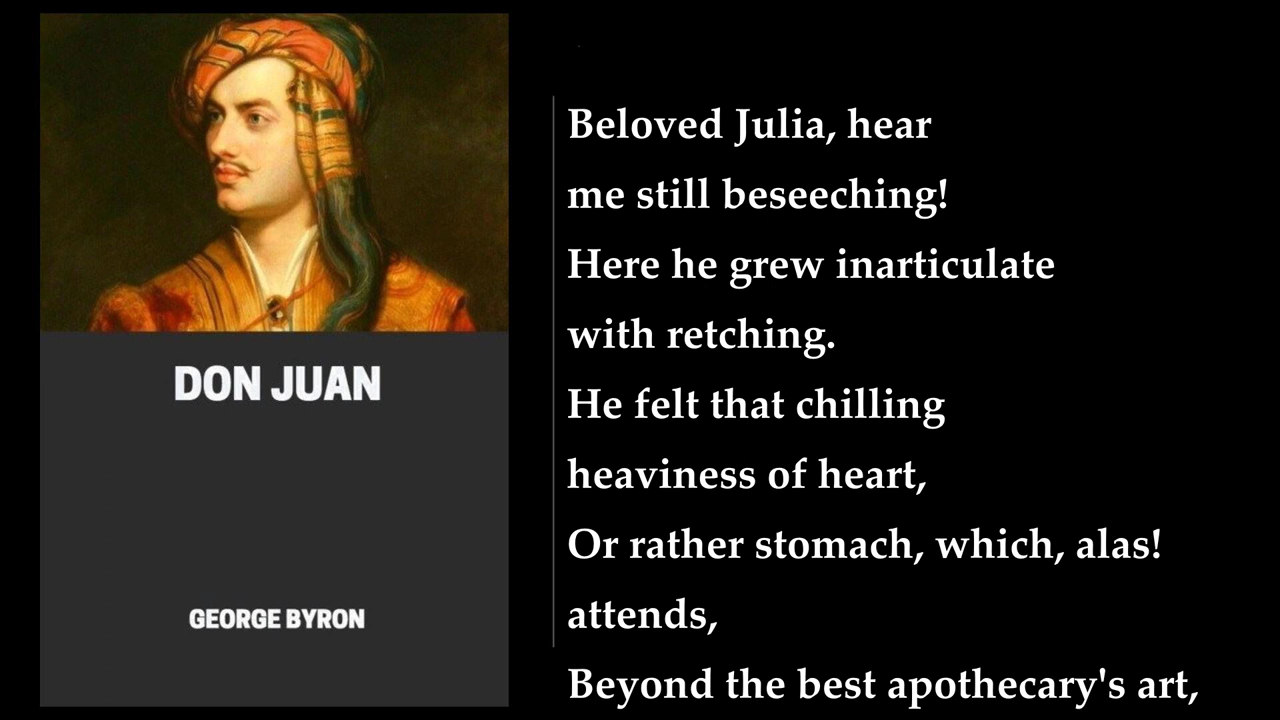 DON JUAN
GEORGE BYRON
Beloved Julia, hear
me still beseeching!
Here he grew inarticulate
with retching.
He felt that chilling
heaviness of heart,
Or rather stomach, which, alas!
attends,
Beyond the best apothecary's art,